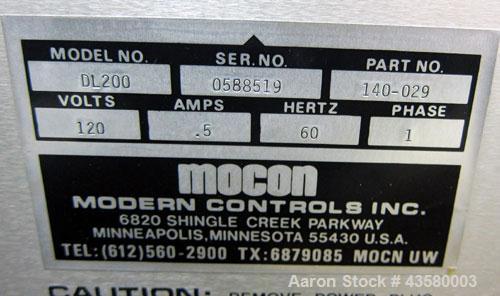 MODEL NO. SER. NO. PART NO.
DL200 0588519 140-029
VOLTS AMPS HERTZ PHASE
120 .5 60 1
mocon
MODERN CONTROLS INC.
6820 SHINGLE CREEK PARKWAY
MINNEAPOLIS, MINNESOTA 55430 U.S.A.
TEL:(612)560-2900 TX:6879085 MOCN UW
Aaron Stock # 43580003
CAUTION: REMOVE POWER